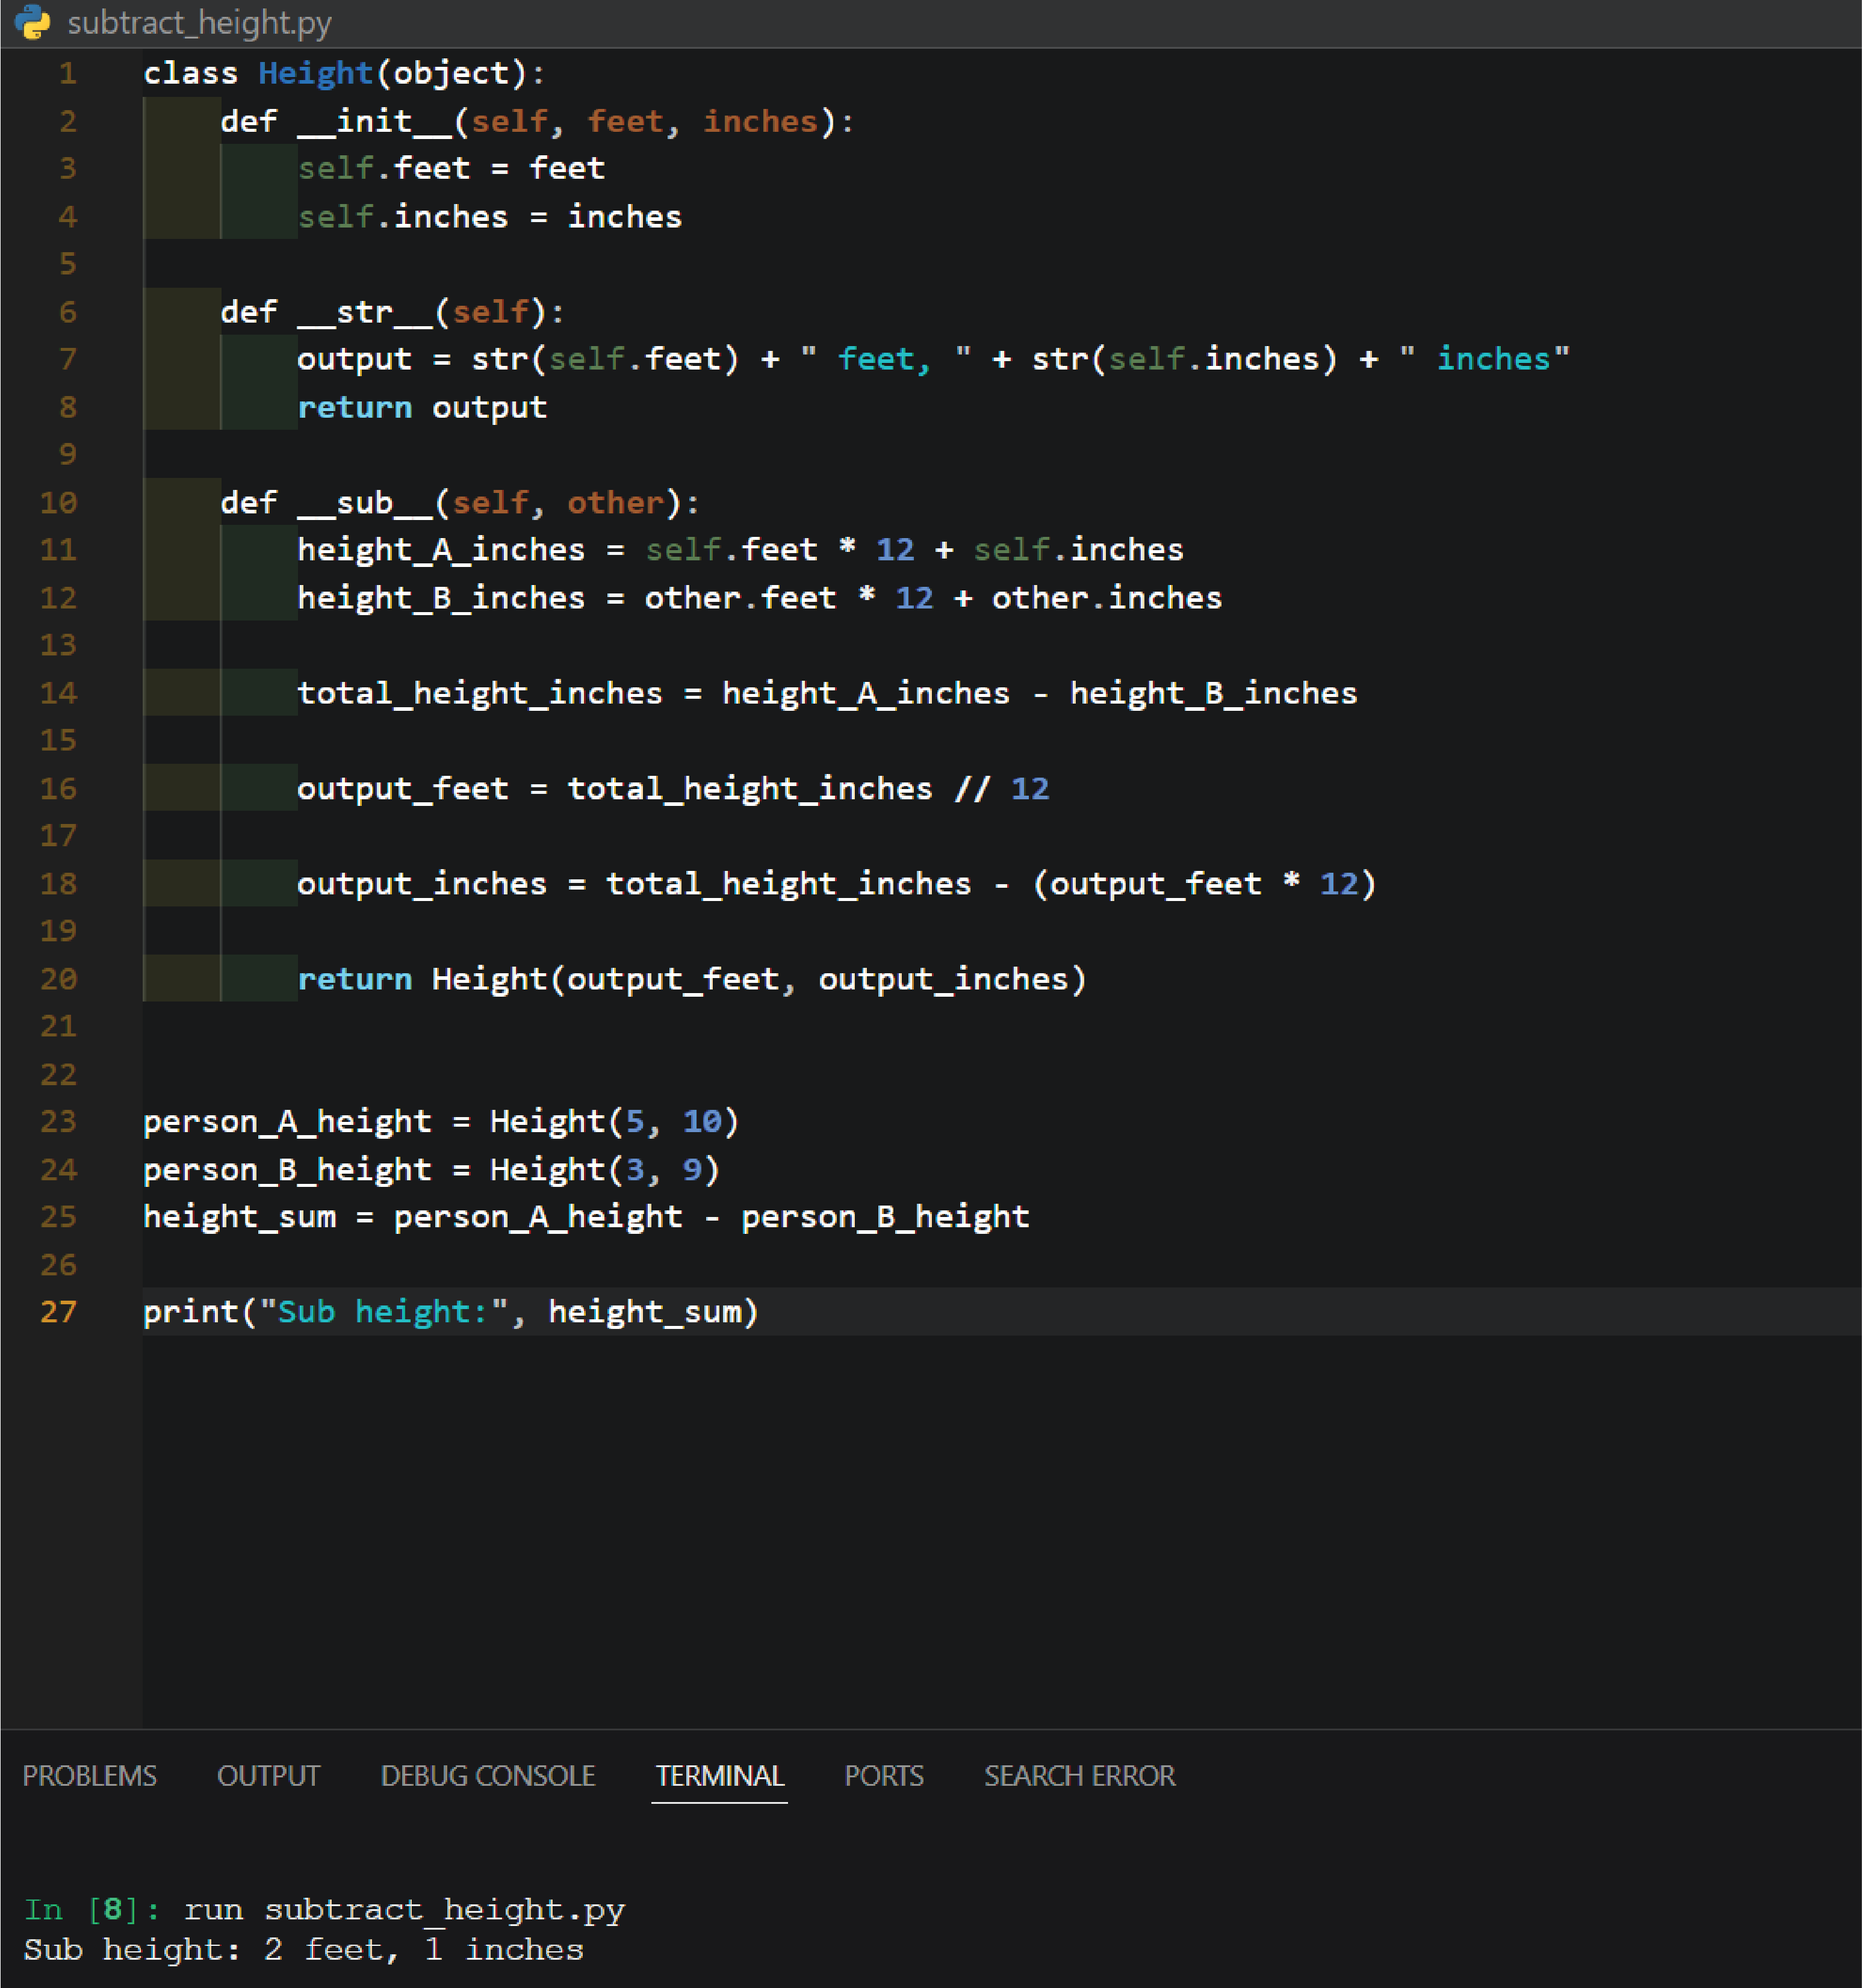 subtract_height.py
1 class Height(object):
2     def __init__(self, feet, inches):
3         self.feet = feet
4         self.inches = inches
5
6     def __str__(self):
7         output = str(self.feet) + " feet, " + str(self.inches) + " inches"
8         return output
9
10     def __sub__(self, other):
11         height_A_inches = self.feet * 12 + self.inches
12         height_B_inches = other.feet * 12 + other.inches
13
14         total_height_inches = height_A_inches - height_B_inches
15
16         output_feet = total_height_inches // 12
17
18         output_inches = total_height_inches - (output_feet * 12)
19
20         return Height(output_feet, output_inches)
21
22
23 person_A_height = Height(5, 10)
24 person_B_height = Height(3, 9)
25 height_sum = person_A_height - person_B_height
26
27 print("Sub height:", height_sum)
PROBLEMS OUTPUT DEBUG CONSOLE TERMINAL PORTS SEARCH ERROR
In [8]: run subtract_height.py
Sub height: 2 feet, 1 inches